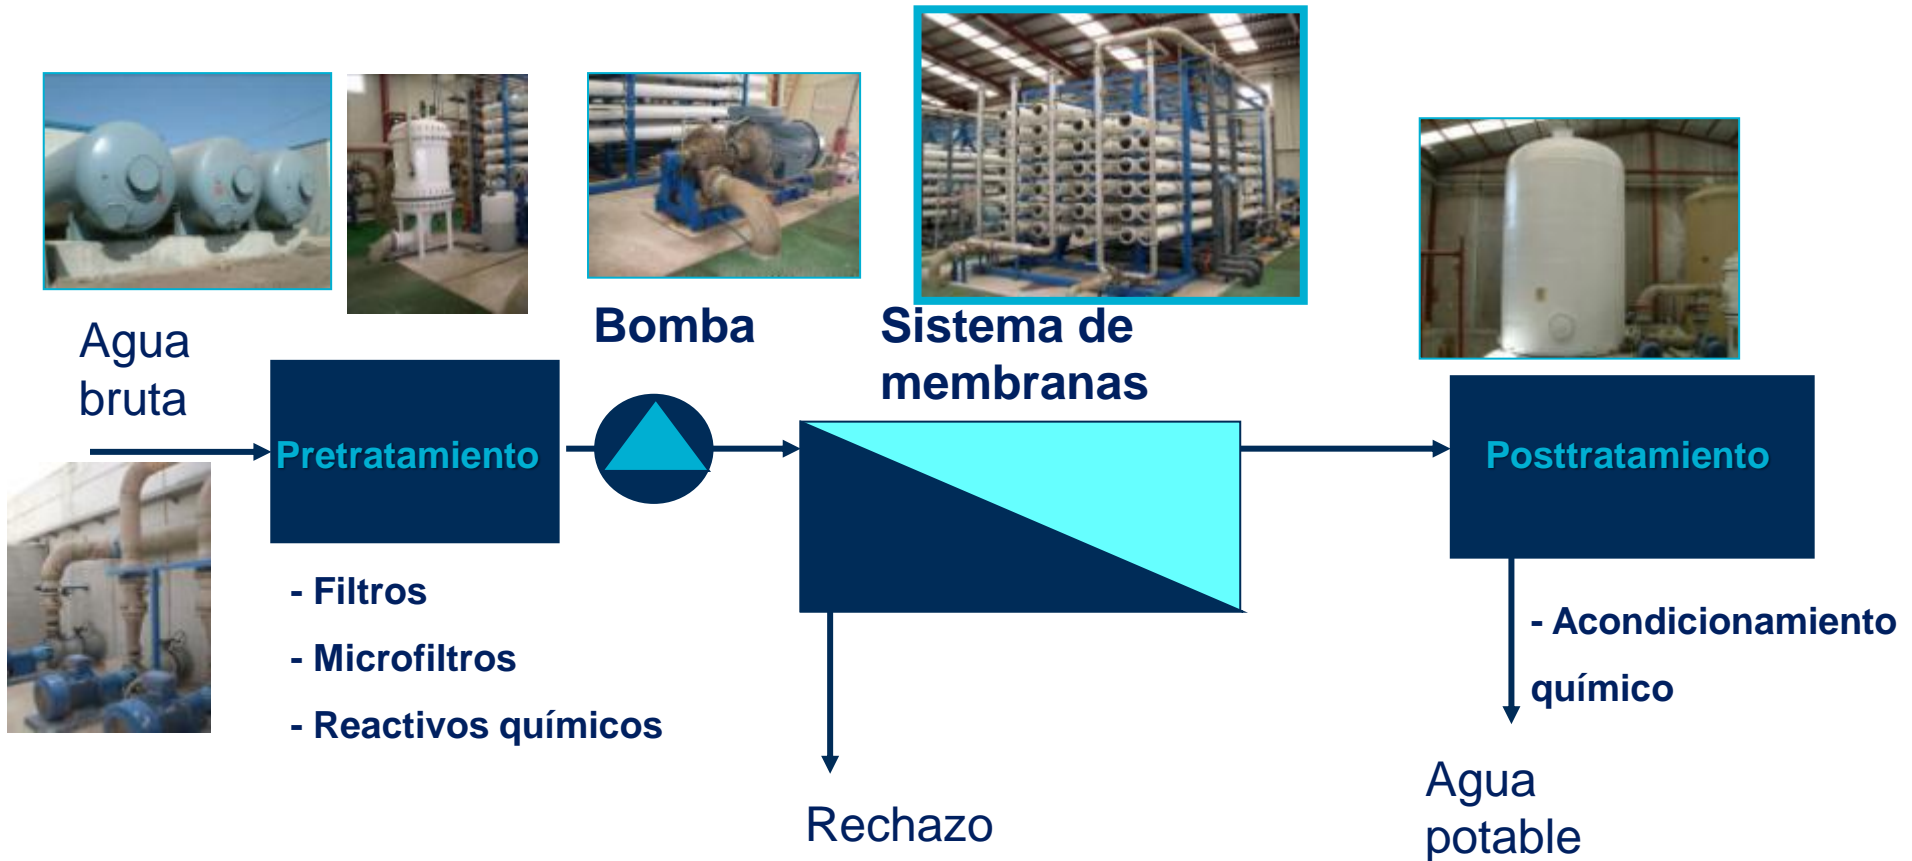 Agua
bruta
Pretratamiento
- Filtros
- Microfiltros
- Reactivos químicos
Bomba
Sistema de
membranas
Rechazo
Posttratamiento
- Acondicionamiento
químico
Agua
potable